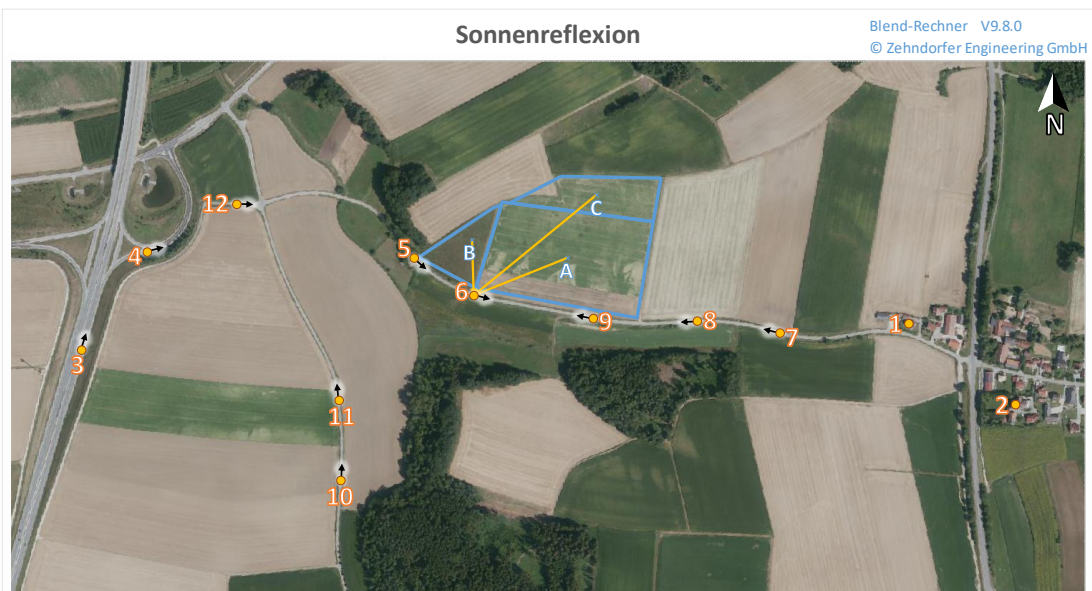 Sonnenreflexion
Blend-Rechner V9.8.0
© Zehndorfer Engineering GmbH
N
12
C
5
4
B
A
6
9
8
7
1
3
11
2
10